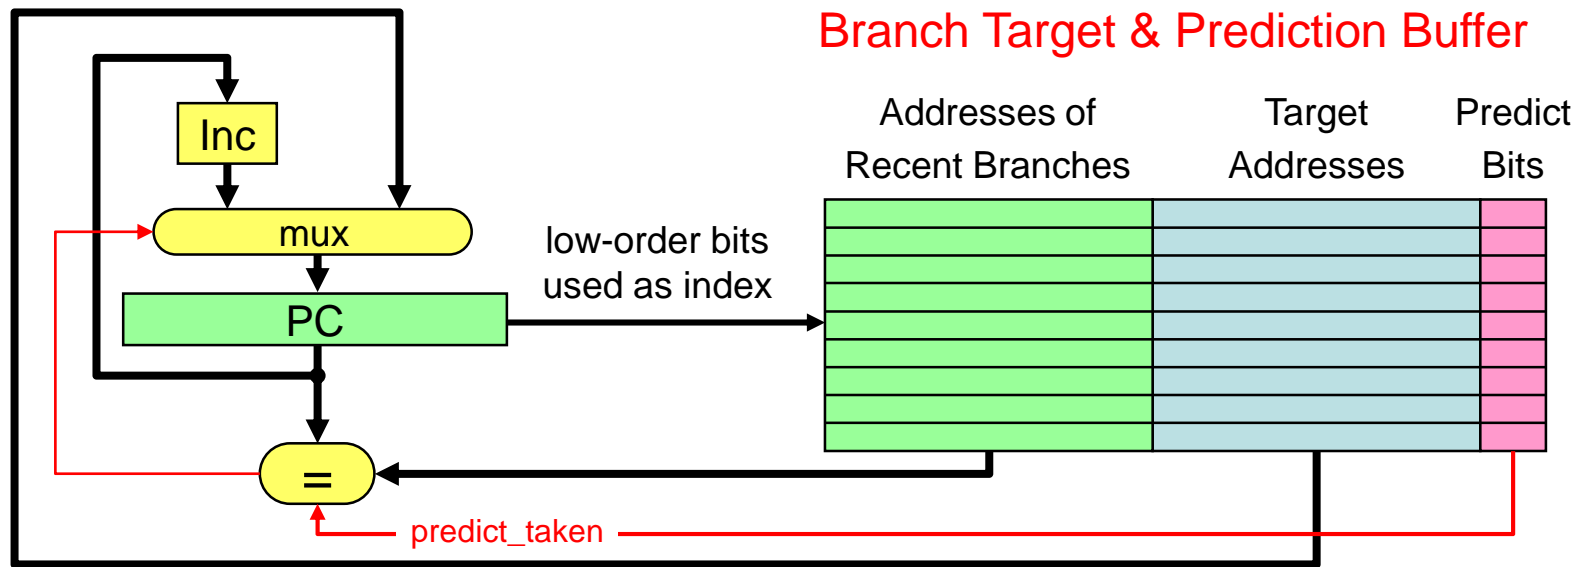 Branch Target & Prediction Buffer
Addresses of
Recent Branches
Target
Addresses
Predict
Bits
Inc
mux
low-order bits
used as index
PC
=
predict_taken